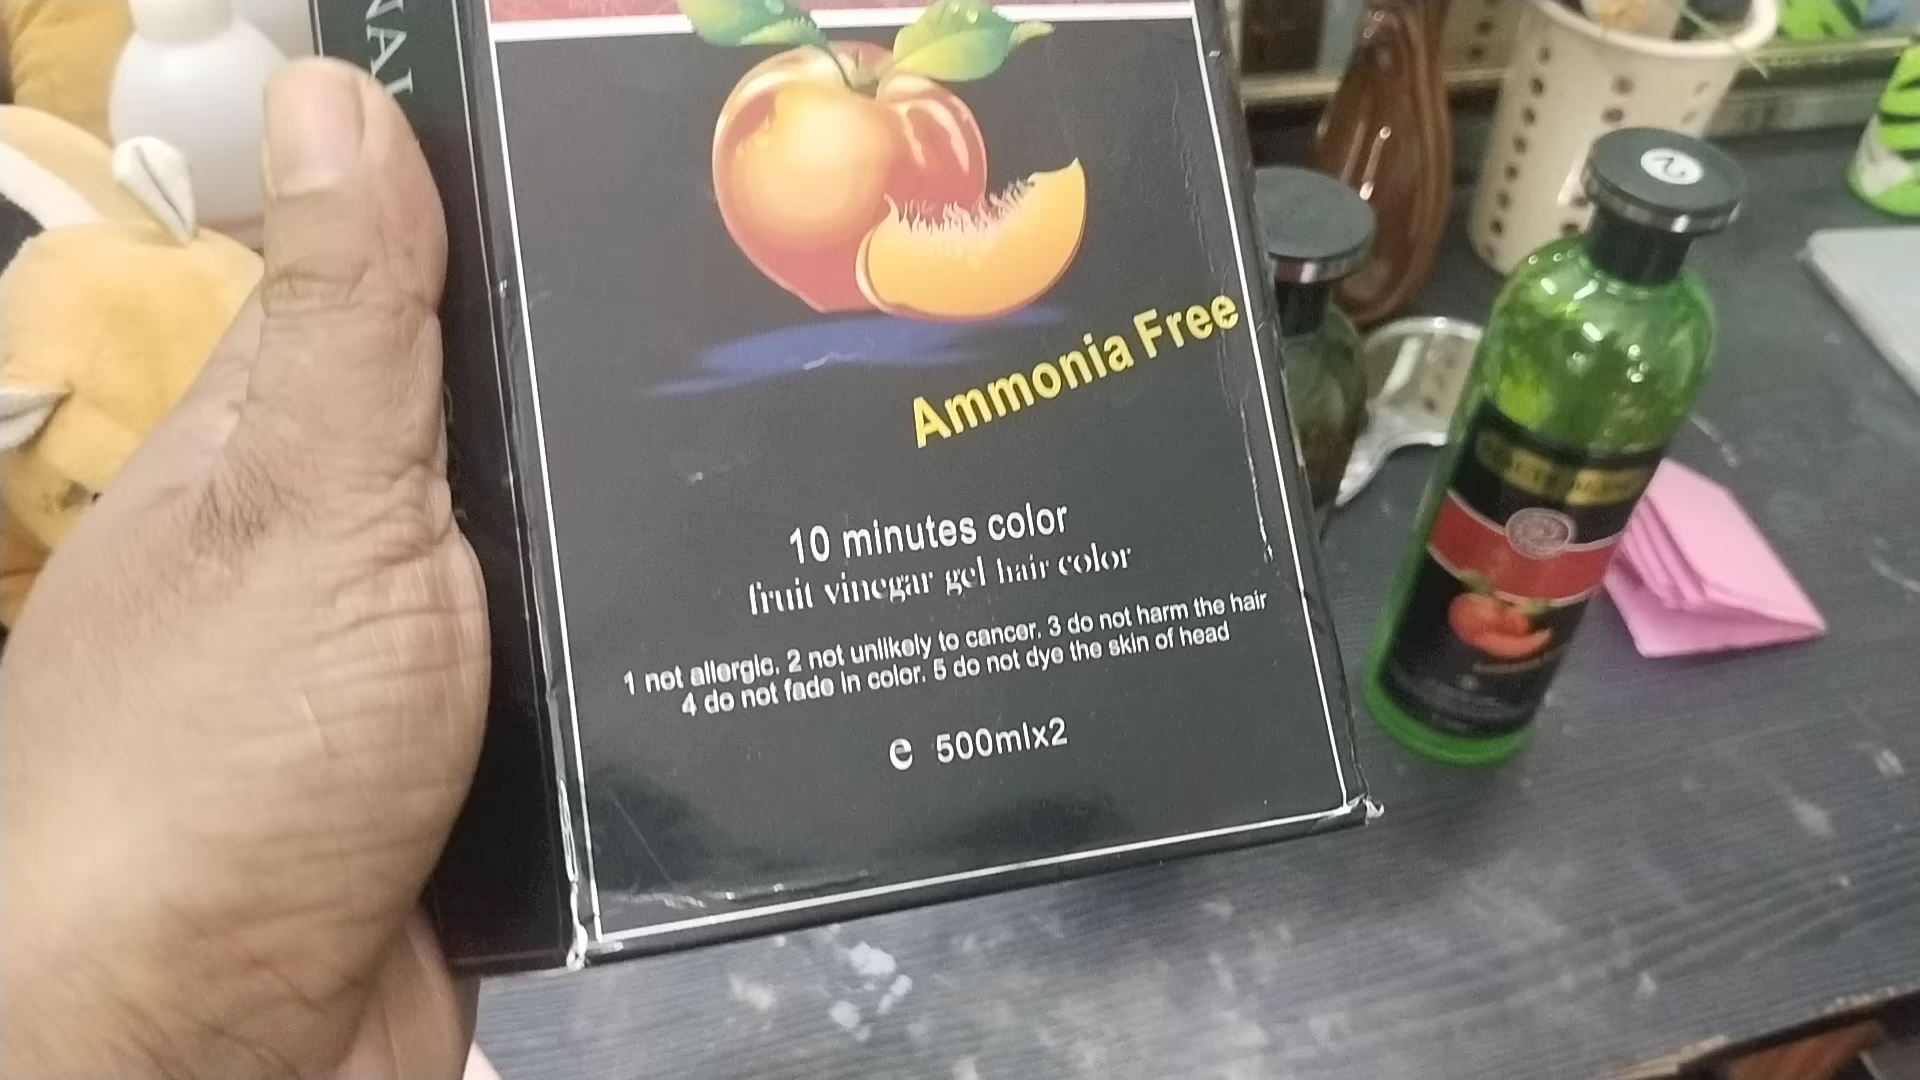 NAL
Ammonia Free
10 minutes color
fruit vinegar gel hair color
1 not allergic. 2 not unlikely to cancer. 3 do not harm the hair
4 do not fade in color. 5 do not dye the skin of head
e 500mlx2
2